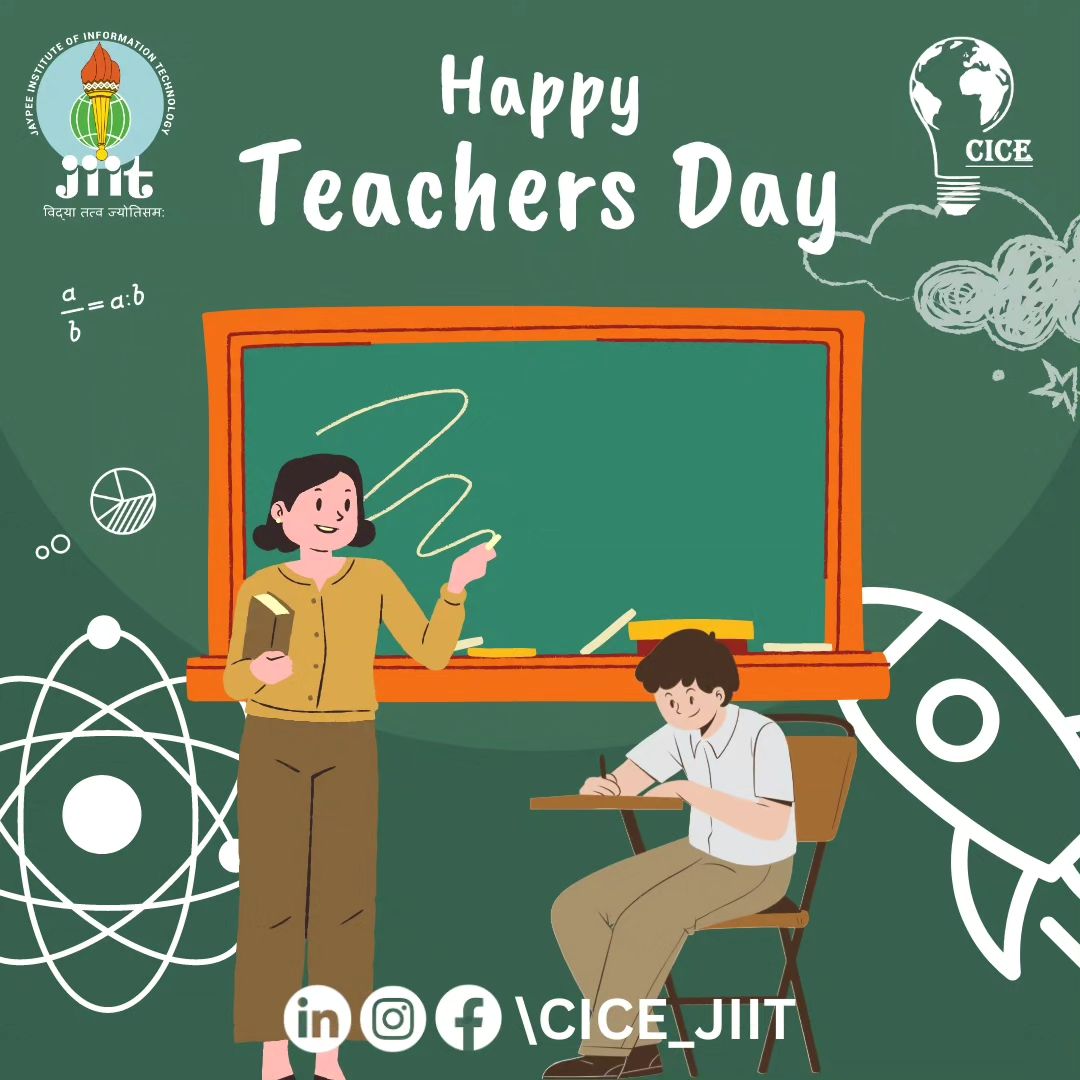 JAYPEE INSTITUTE OF INFORMATION TECHNOLOGY
jiit
विद्या तत्व ज्योतिसम:
Happy
Teachers Day
CICE
a/b = a:b
\CICE_JIIT